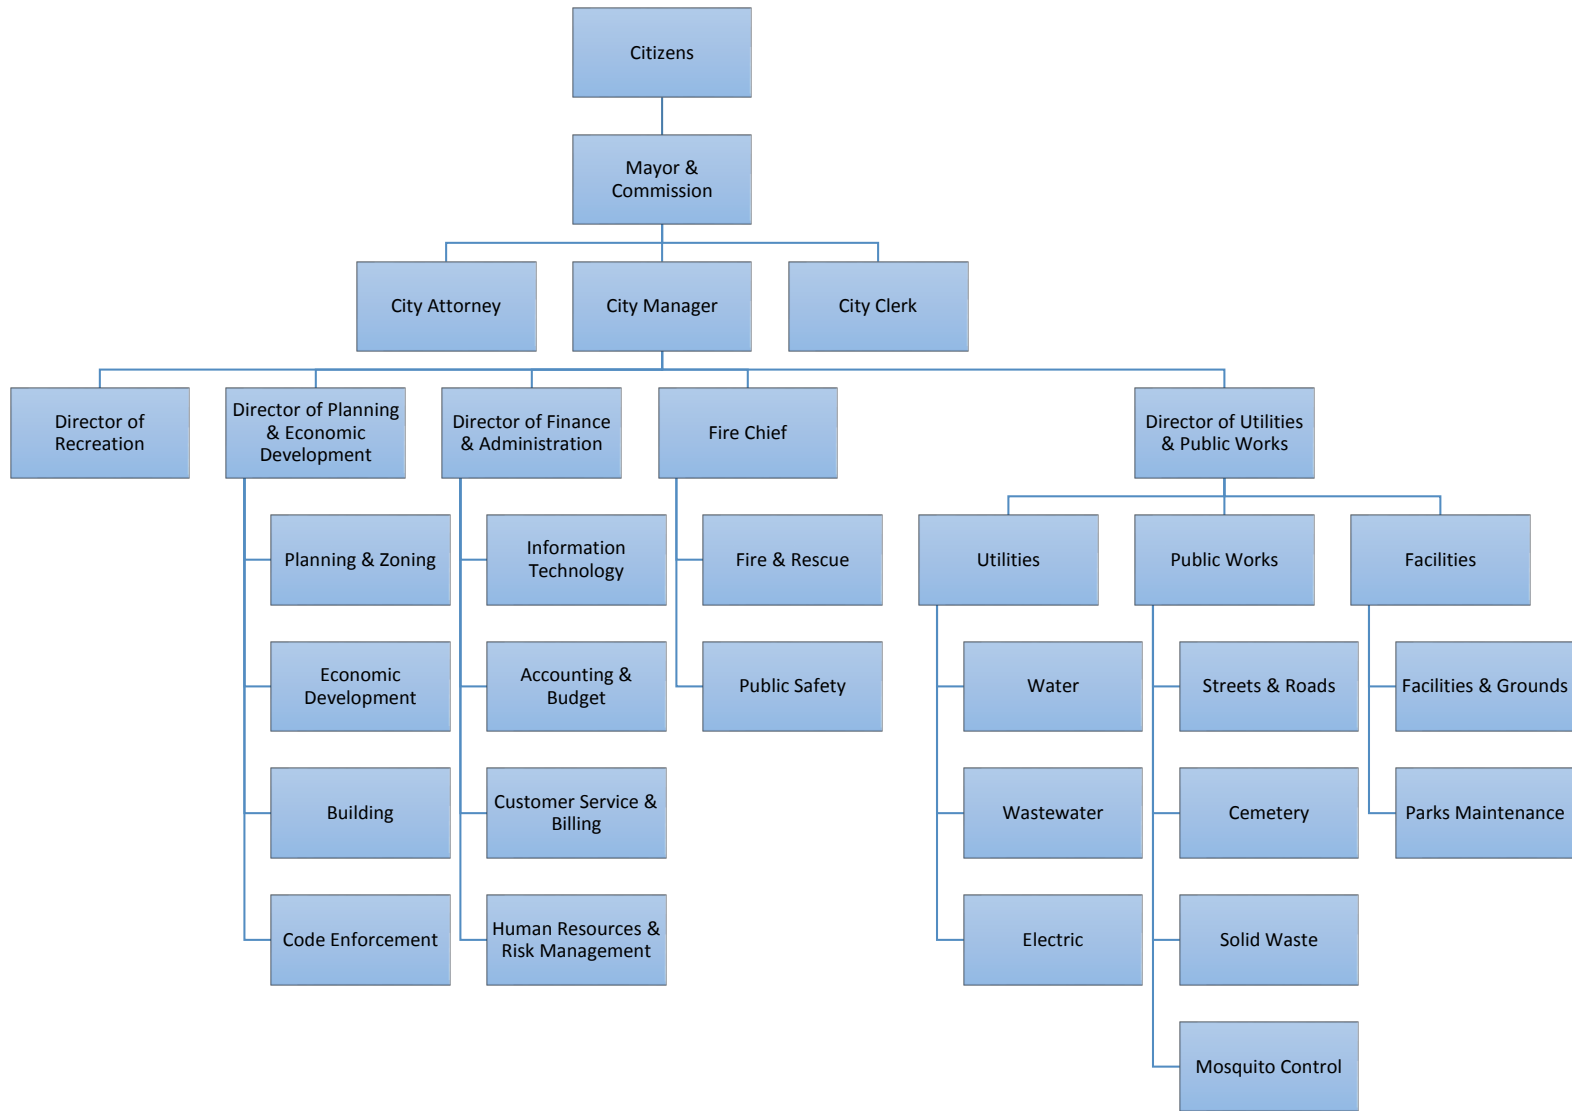 Citizens
Mayor &
Commission
City Attorney
City Manager
City Clerk
Director of
Recreation
Director of Planning
& Economic
Development
Director of Finance
& Administration
Fire Chief
Director of Utilities
& Public Works
Planning & Zoning
Information
Technology
Fire & Rescue
Utilities
Public Works
Facilities
Economic
Development
Accounting &
Budget
Public Safety
Water
Streets & Roads
Facilities & Grounds
Building
Customer Service &
Billing
Wastewater
Cemetery
Parks Maintenance
Code Enforcement
Human Resources &
Risk Management
Electric
Solid Waste
Mosquito Control